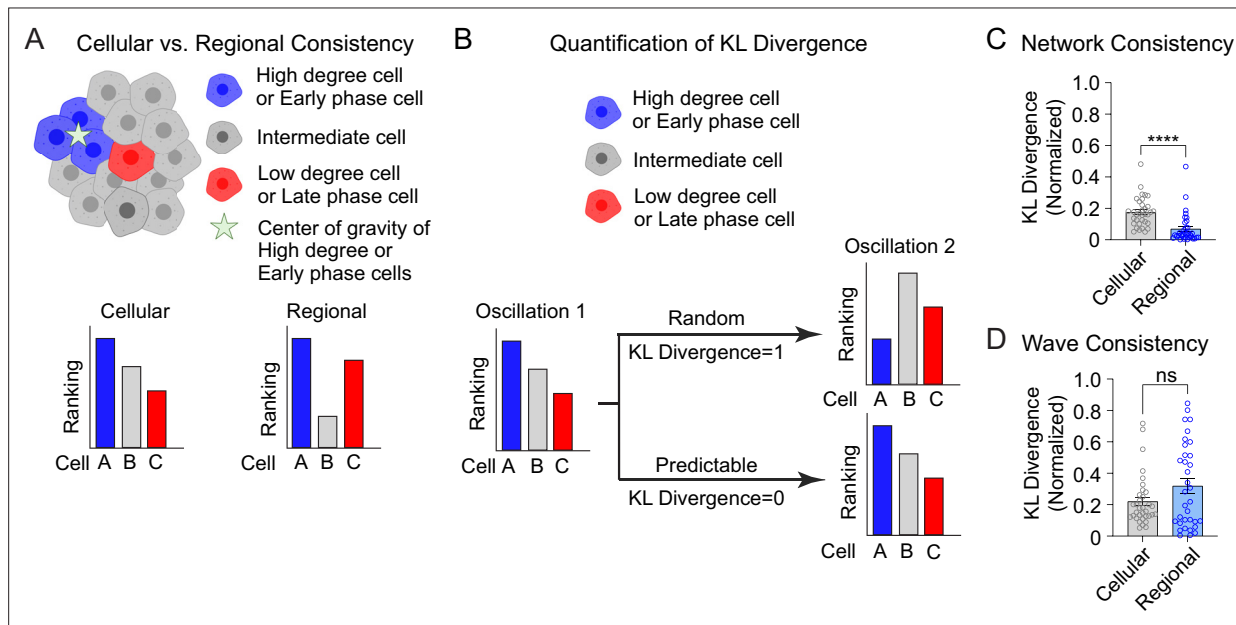 A
Cellular vs. Regional Consistency
High degree cell
or Early phase cell
Intermediate cell
Low degree cell
or Late phase cell
Center of gravity of
High degree or
Early phase cells
Cellular
Ranking
Cell A B C
Regional
Ranking
Cell A B C
B
Quantification of KL Divergence
High degree cell
or Early phase cell
Intermediate cell
Low degree cell
or Late phase cell
Oscillation 1
Ranking
Cell A B C
Random
KL Divergence=1
Predictable
KL Divergence=0
Oscillation 2
Ranking
Cell A B C
Ranking
Cell A B C
C
Network Consistency
KL Divergence
(Normalized)
1.0
0.8
0.6
0.4
0.2
0
****
Cellular
Regional
D
Wave Consistency
KL Divergence
(Normalized)
1.0
0.8
0.6
0.4
0.2
0
ns
Cellular
Regional